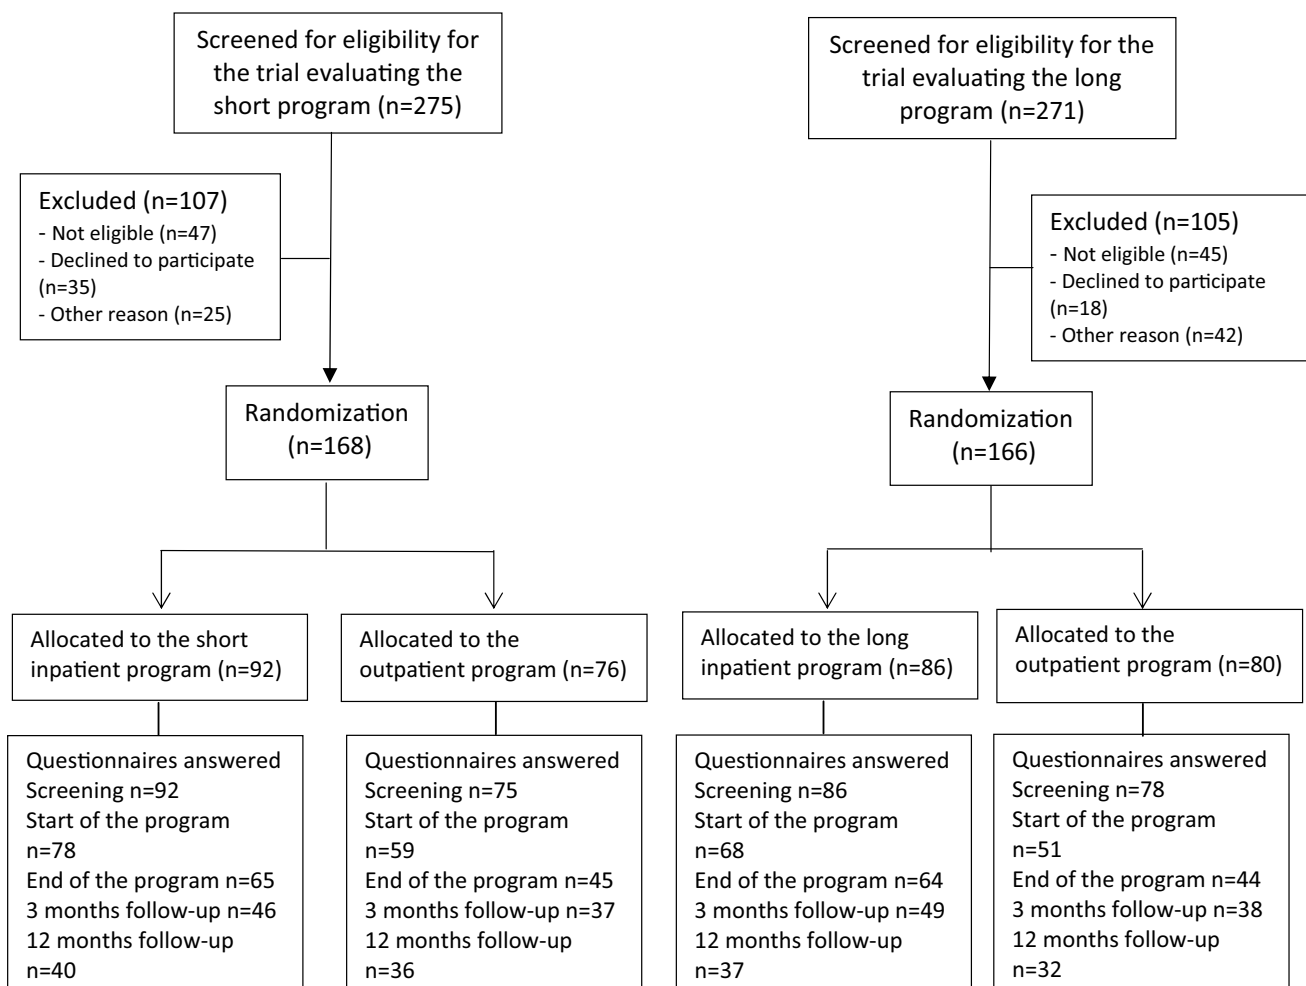 Screened for eligibility for
the trial evaluating the
short program (n=275)
Screened for eligibility for the
trial evaluating the long
program (n=271)
Excluded (n=107)
- Not eligible (n=47)
- Declined to participate
(n=35)
- Other reason (n=25)
Excluded (n=105)
- Not eligible (n=45)
- Declined to participate
(n=18)
- Other reason (n=42)
Randomization
(n=168)
Randomization
(n=166)
Allocated to the short
inpatient program (n=92)
Allocated to the
outpatient program (n=76)
Allocated to the long
inpatient program (n=86)
Allocated to the
outpatient program (n=80)
Questionnaires answered
Screening n=92
Start of the program
n=78
End of the program n=65
3 months follow-up n=46
12 months follow-up
n=40
Questionnaires answered
Screening n=75
Start of the program
n=59
End of the program n=45
3 months follow-up n=37
12 months follow-up
n=36
Questionnaires answered
Screening n=86
Start of the program
n=68
End of the program n=64
3 months follow-up n=49
12 months follow-up
n=37
Questionnaires answered
Screening n=78
Start of the program
n=51
End of the program n=44
3 months follow-up n=38
12 months follow-up
n=32